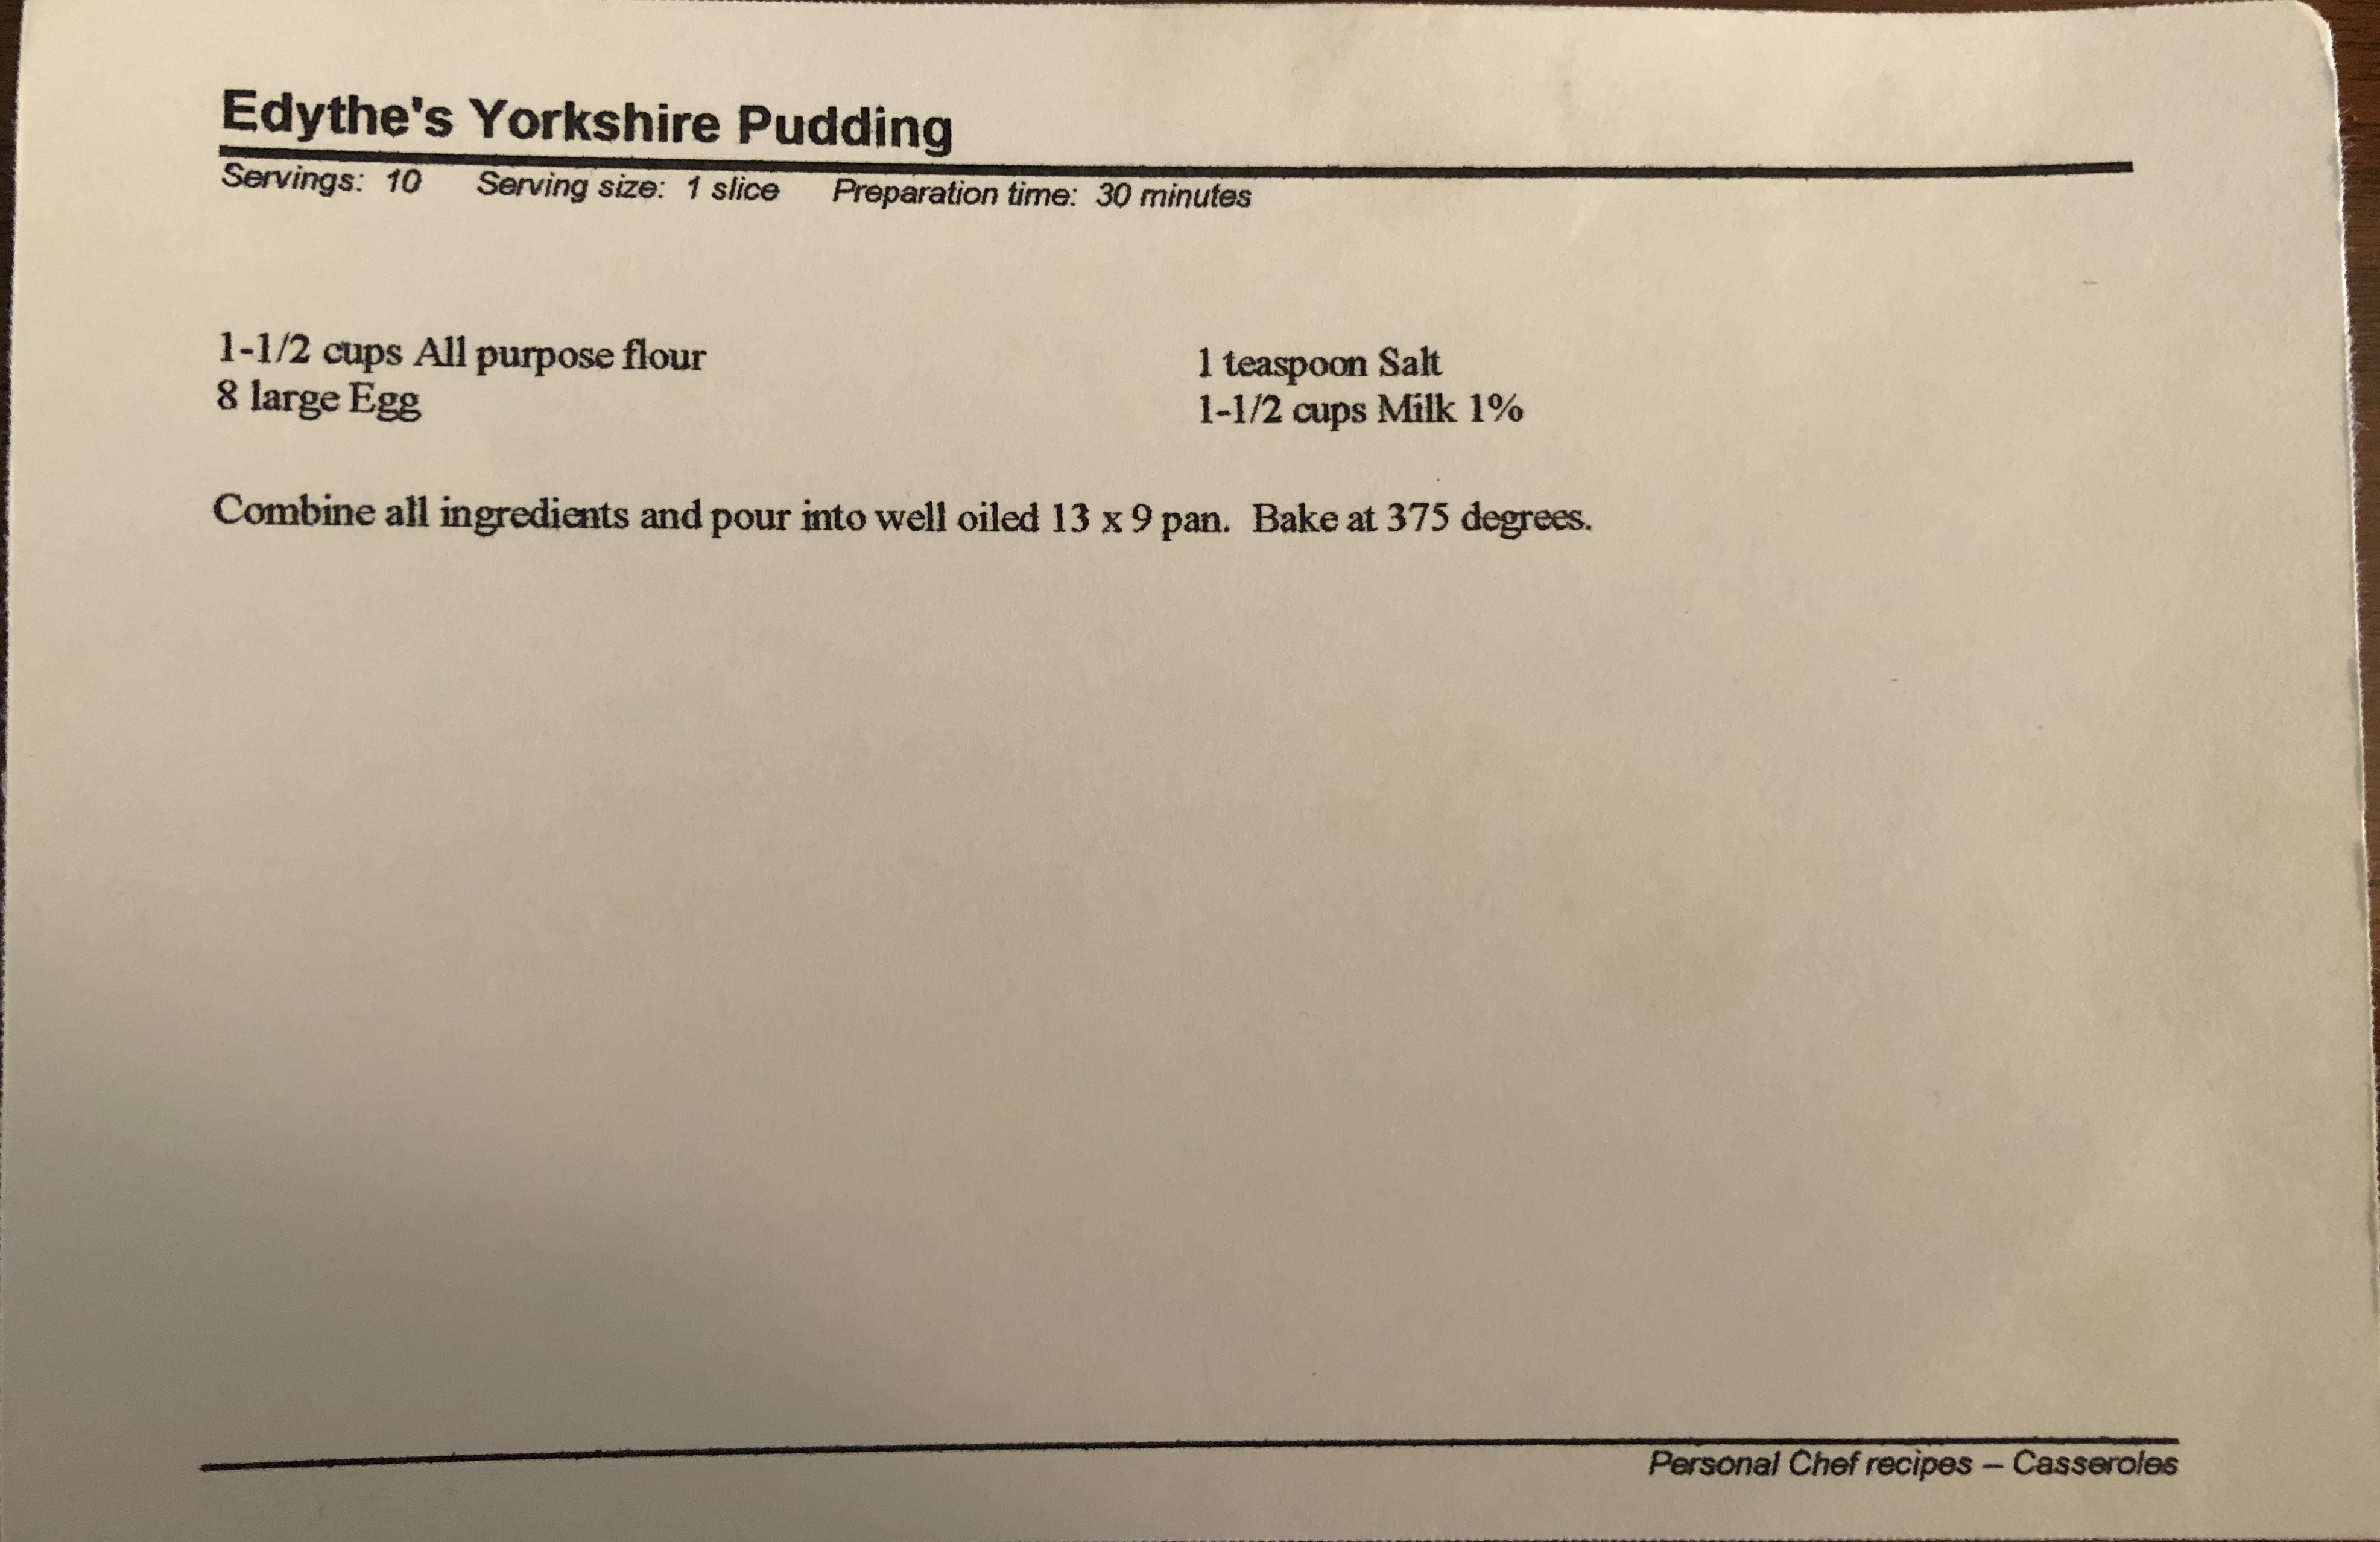 Edythe's Yorkshire Pudding
Servings: 10 Serving size: 1 slice Preparation time: 30 minutes
1-1/2 cups All purpose flour
8 large Egg
1 teaspoon Salt
1-1/2 cups Milk 1%
Combine all ingredients and pour into well oiled 13 x 9 pan. Bake at 375 degrees.
Personal Chef recipes – Casseroles